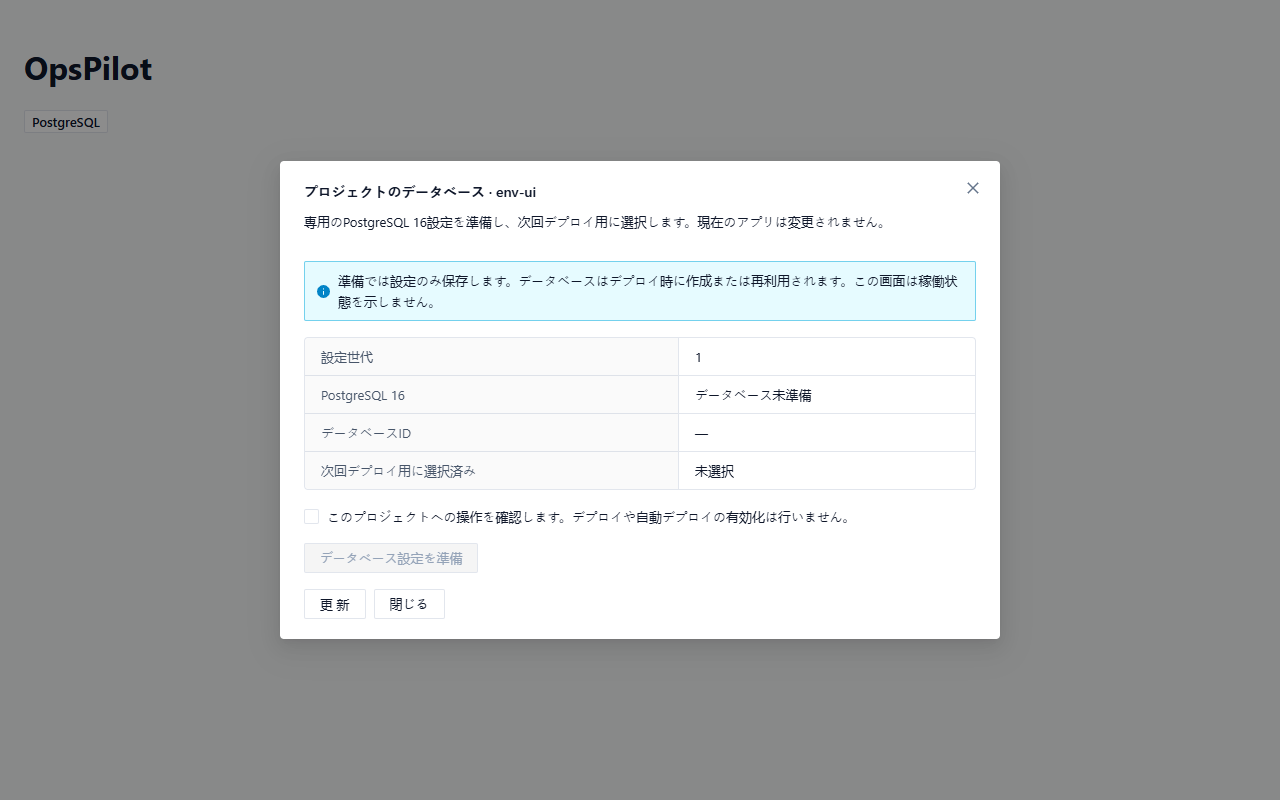 OpsPilot
PostgreSQL
プロジェクトのデータベース · env-ui
専用のPostgreSQL 16設定を準備し、次回デプロイ用に選択します。現在のアプリは変更されません。
準備では設定のみ保存します。データベースはデプロイ時に作成または再利用されます。この画面は稼働状
態を示しません。
設定世代 1
PostgreSQL 16 データベース未準備
データベースID —
次回デプロイ用に選択済み 未選択
このプロジェクトへの操作を確認します。デプロイや自動デプロイの有効化は行いません。
データベース設定を準備
更 新 閉じる